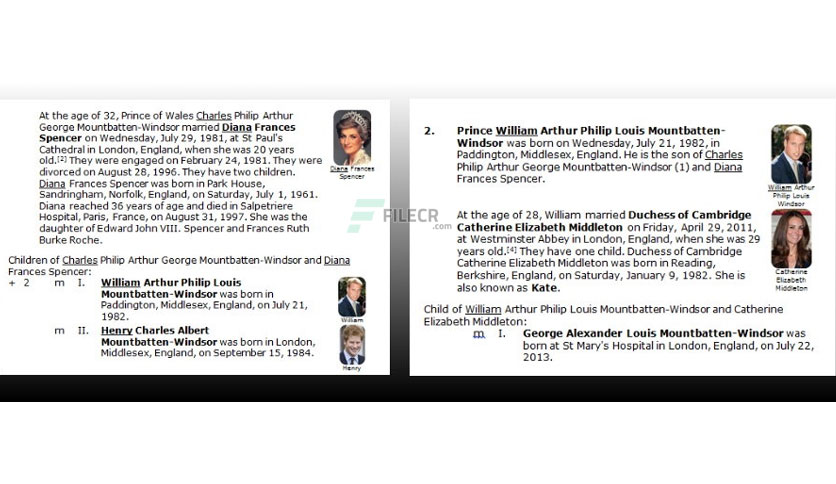 At the age of 32, Prince of Wales Charles Philip Arthur
George Mountbatten-Windsor married Diana Frances
Spencer on Wednesday, July 29, 1981, at St Paul's
Cathedral in London, England, when she was 20 years
old.[2] They were engaged on February 24, 1981. They were
divorced on August 28, 1996. They have two children.
Diana Frances Spencer was born in Park House,
Sandringham, Norfolk, England, on Saturday, July 1, 1961.
Diana reached 36 years of age and died in Salpetriere
Hospital, Paris, France, on August 31, 1997. She was the
daughter of Edward John VIII. Spencer and Frances Ruth
Burke Roche.
Diana Frances
Spencer
Children of Charles Philip Arthur George Mountbatten-Windsor and Diana
Frances Spencer:
+ 2 m I. William Arthur Philip Louis
Mountbatten-Windsor was born in
Paddington, Middlesex, England, on July 21,
1982.
William
m II. Henry Charles Albert
Mountbatten-Windsor was born in London,
Middlesex, England, on September 15, 1984.
Henry
FILECR
.com
2. Prince William Arthur Philip Louis Mountbatten-
Windsor was born on Wednesday, July 21, 1982, in
Paddington, Middlesex, England. He is the son of Charles
Philip Arthur George Mountbatten-Windsor (1) and Diana
Frances Spencer.
William Arthur
Philip Louis
Windsor
At the age of 28, William married Duchess of Cambridge
Catherine Elizabeth Middleton on Friday, April 29, 2011,
at Westminster Abbey in London, England, when she was 29
years old.[4] They have one child. Duchess of Cambridge
Catherine Elizabeth Middleton was born in Reading,
Berkshire, England, on Saturday, January 9, 1982. She is
also known as Kate.
Catherine
Elizabeth
Middleton
Child of William Arthur Philip Louis Mountbatten-Windsor and Catherine
Elizabeth Middleton:
m I. George Alexander Louis Mountbatten-Windsor was
born at St Mary's Hospital in London, England, on July 22,
2013.